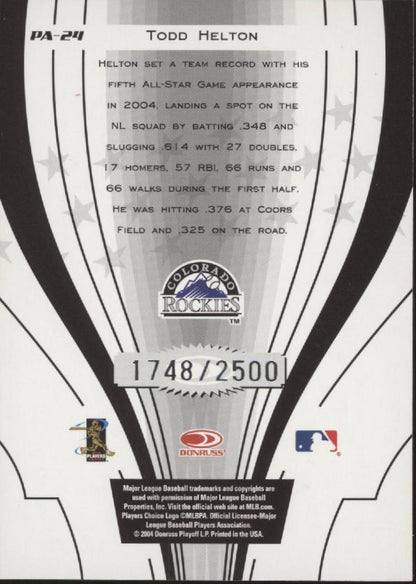 PA-24
TODD HELTON
HELTON SET A TEAM RECORD WITH HIS
FIFTH ALL-STAR GAME APPEARANCE
IN 2004, LANDING A SPOT ON THE
NL SQUAD BY BATTING .348 AND
SLUGGING .614 WITH 27 DOUBLES,
17 HOMERS, 57 RBI, 66 RUNS AND
66 WALKS DURING THE FIRST HALF.
HE WAS HITTING .376 AT COORS
FIELD AND .325 ON THE ROAD.
COLORADO
ROCKIES
TM
1748/2500
PLAYERS
DONRUSS
Major League Baseball trademarks and copyrights are
used with permission of Major League Baseball
Properties, Inc. Visit the official web site at MLB.com.
Players Choice Logo ©MLBPA. Official Licensee-Major
League Baseball Players Association.
© 2004 Donruss Playoff L.P. Printed in the USA.